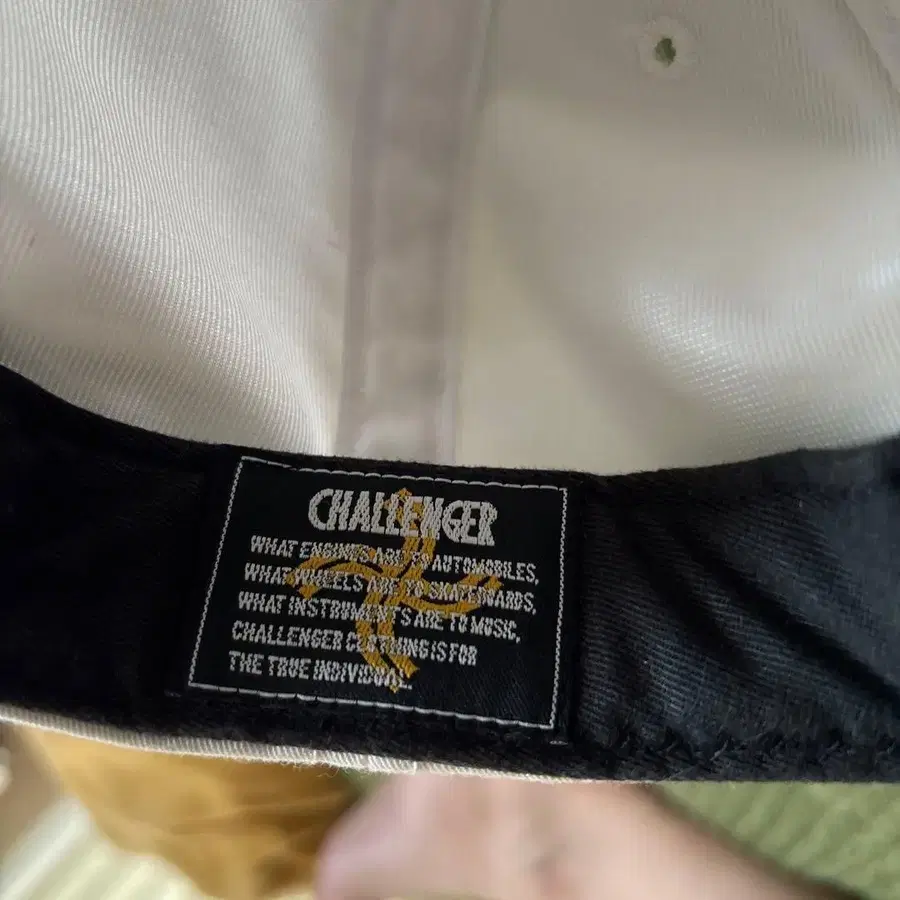 CHALLENGER
WHAT ENGINES ARE TO AUTOMOBILES,
WHAT WHEELS ARE TO SKATEBOARDS,
WHAT INSTRUMENTS ARE TO MUSIC,
CHALLENGER CLOTHING IS FOR
THE TRUE INDIVIDUAL.